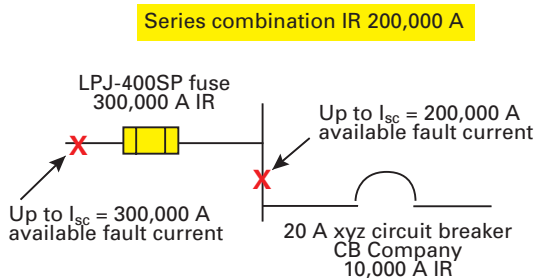 Series combination IR 200,000 A
LPJ-400SP fuse
300,000 A IR
Up to Isc = 200,000 A
available fault current
X
X
Up to Isc = 300,000 A
available fault current
20 A xyz circuit breaker
CB Company
10,000 A IR